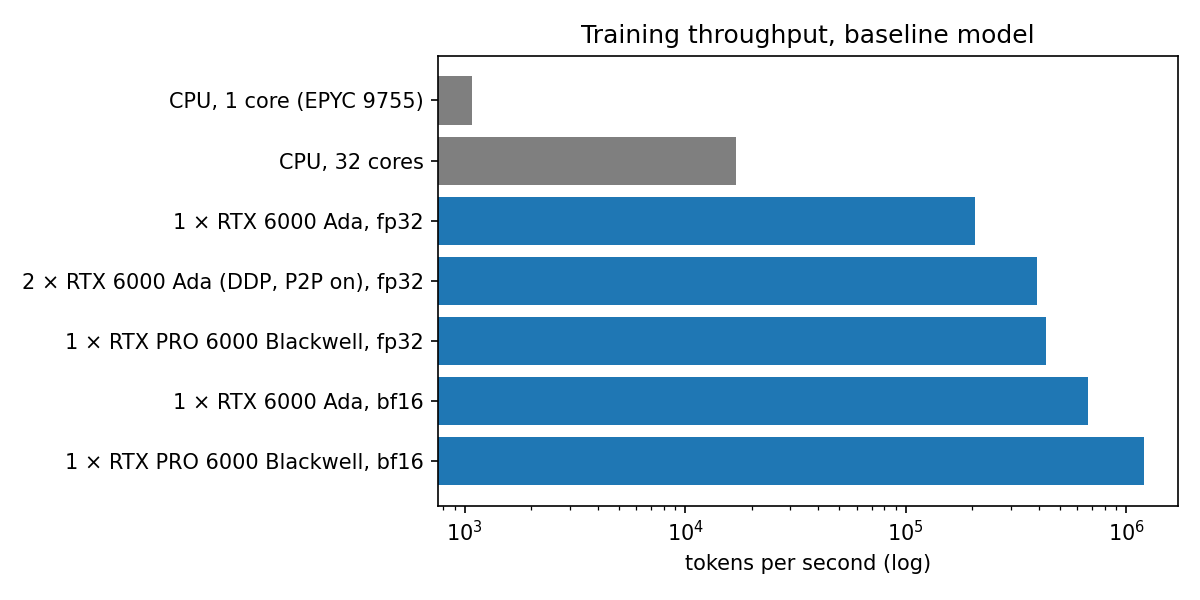 Training throughput, baseline model
CPU, 1 core (EPYC 9755)
CPU, 32 cores
1 × RTX 6000 Ada, fp32
2 × RTX 6000 Ada (DDP, P2P on), fp32
1 × RTX PRO 6000 Blackwell, fp32
1 × RTX 6000 Ada, bf16
1 × RTX PRO 6000 Blackwell, bf16
10³ 10⁴ 10⁵ 10⁶
tokens per second (log)